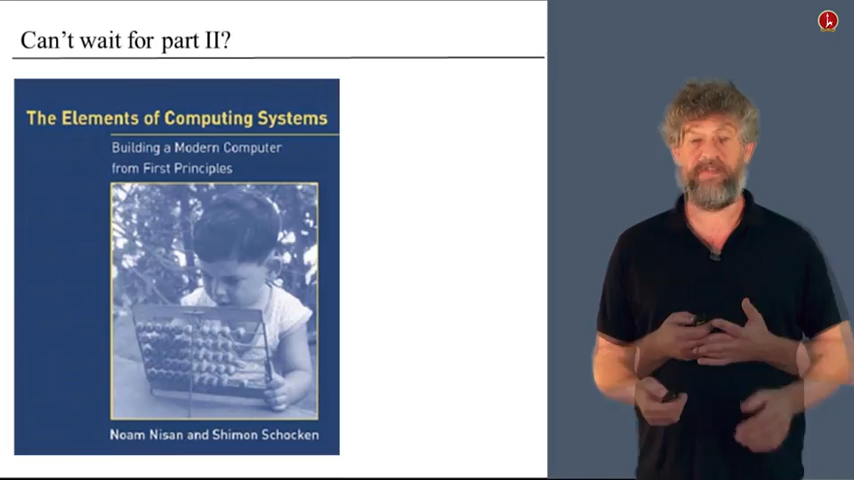 Can't wait for part II?
The Elements of Computing Systems
Building a Modern Computer
from First Principles
Noam Nisan and Shimon Schocken